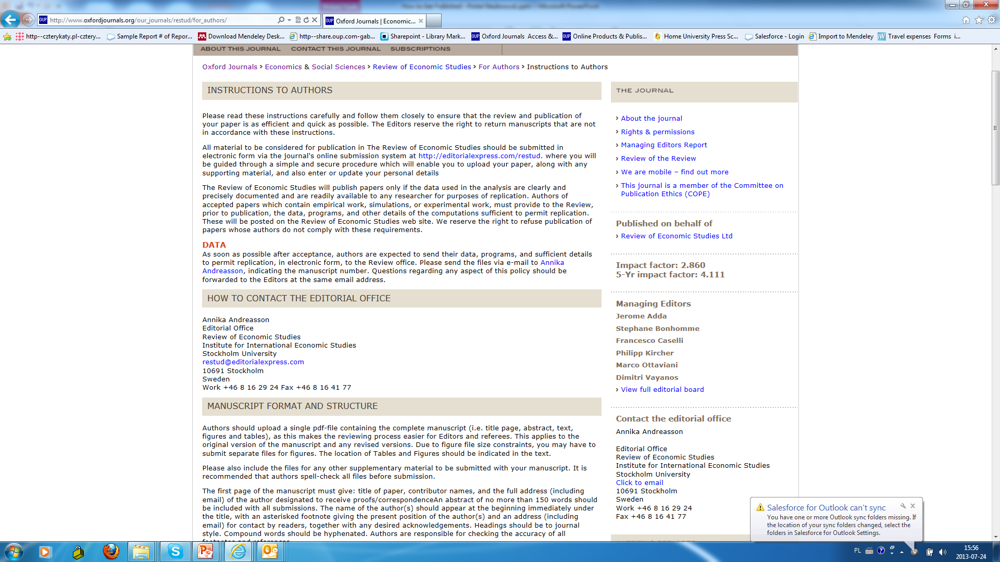 http://www.oxfordjournals.org/our_journals/restud/for_authors/
OUP Oxford Journals | Economic...
http--czterykaty.pl-cztery... Sample Report # of Repor... Download Mendeley Desk... http--share.oup.com-gab... Sharepoint - Library Mark... OUP Oxford Journals Access &... OUP Online Products & Publis... Home University Press Sc... Salesforce - Login Import to Mendeley Travel expenses Forms i...
ABOUT THIS JOURNAL CONTACT THIS JOURNAL SUBSCRIPTIONS
Oxford Journals > Economics & Social Sciences > Review of Economic Studies > For Authors > Instructions to Authors
INSTRUCTIONS TO AUTHORS
Please read these instructions carefully and follow them closely to ensure that the review and publication of
your paper is as efficient and quick as possible. The Editors reserve the right to return manuscripts that are not
in accordance with these instructions.
All material to be considered for publication in The Review of Economic Studies should be submitted in
electronic form via the journal's online submission system at http://editorialexpress.com/restud. where you will
be guided through a simple and secure procedure which will enable you to upload your paper, along with any
supporting material, and also enter or update your personal details
The Review of Economic Studies will publish papers only if the data used in the analysis are clearly and
precisely documented and are readily available to any researcher for purposes of replication. Authors of
accepted papers which contain empirical work, simulations, or experimental work, must provide to the Review,
prior to publication, the data, programs, and other details of the computations sufficient to permit replication.
These will be posted on the Review of Economic Studies web site. We reserve the right to refuse publication of
papers whose authors do not comply with these requirements.
DATA
As soon as possible after acceptance, authors are expected to send their data, programs, and sufficient details
to permit replication, in electronic form, to the Review office. Please send the files via e-mail to Annika
Andreasson, indicating the manuscript number. Questions regarding any aspect of this policy should be
forwarded to the Editors at the same email address.
HOW TO CONTACT THE EDITORIAL OFFICE
Annika Andreasson
Editorial Office
Review of Economic Studies
Institute for International Economic Studies
Stockholm University
restud@editorialexpress.com
10691 Stockholm
Sweden
Work +46 8 16 29 24 Fax +46 8 16 41 77
MANUSCRIPT FORMAT AND STRUCTURE
Authors should upload a single pdf-file containing the complete manuscript (i.e. title page, abstract, text,
figures and tables), as this makes the reviewing process easier for Editors and referees. This applies to the
original version of the manuscript and any revised versions. Due to figure file size constraints, you may have to
submit separate files for figures. The location of Tables and Figures should be indicated in the text.
Please also include the files for any other supplementary material to be submitted with your manuscript. It is
recommended that authors spell-check all files before submission.
The first page of the manuscript must give: title of paper, contributor names, and the full address (including
email) of the author designated to receive proofs/correspondenceAn abstract of no more than 150 words should
be included with all submissions. The name of the author(s) should appear at the beginning immediately under
the title, with an asterisked footnote giving the present position of the author(s) and an address (including
email) for contact by readers, together with any desired acknowledgements. Headings should be to journal
style. Compound words should be hyphenated. Authors are responsible for checking the accuracy of all
footnotes and references
THE JOURNAL
> About the journal
> Rights & permissions
> Managing Editors Report
> Review of the Review
> We are mobile – find out more
> This journal is a member of the Committee on
Publication Ethics (COPE)
Published on behalf of
> Review of Economic Studies Ltd
Impact factor: 2.860
5-Yr impact factor: 4.111
Managing Editors
Jerome Adda
Stephane Bonhomme
Francesco Caselli
Philipp Kircher
Marco Ottaviani
Dimitri Vayanos
> View full editorial board
Contact the editorial office
Annika Andreasson
Editorial Office
Review of Economic Studies
Institute for International Economic Studies
Stockholm University
Click to email
10691 Stockholm
Sweden
Work +46 8 16 29 24
Fax +46 8 16 41 77
Salesforce for Outlook can't sync
You have one or more Outlook sync folders missing. If
the location of your sync folders changed, select the
folders in Salesforce for Outlook Settings.
PL
15:56
2013-07-24